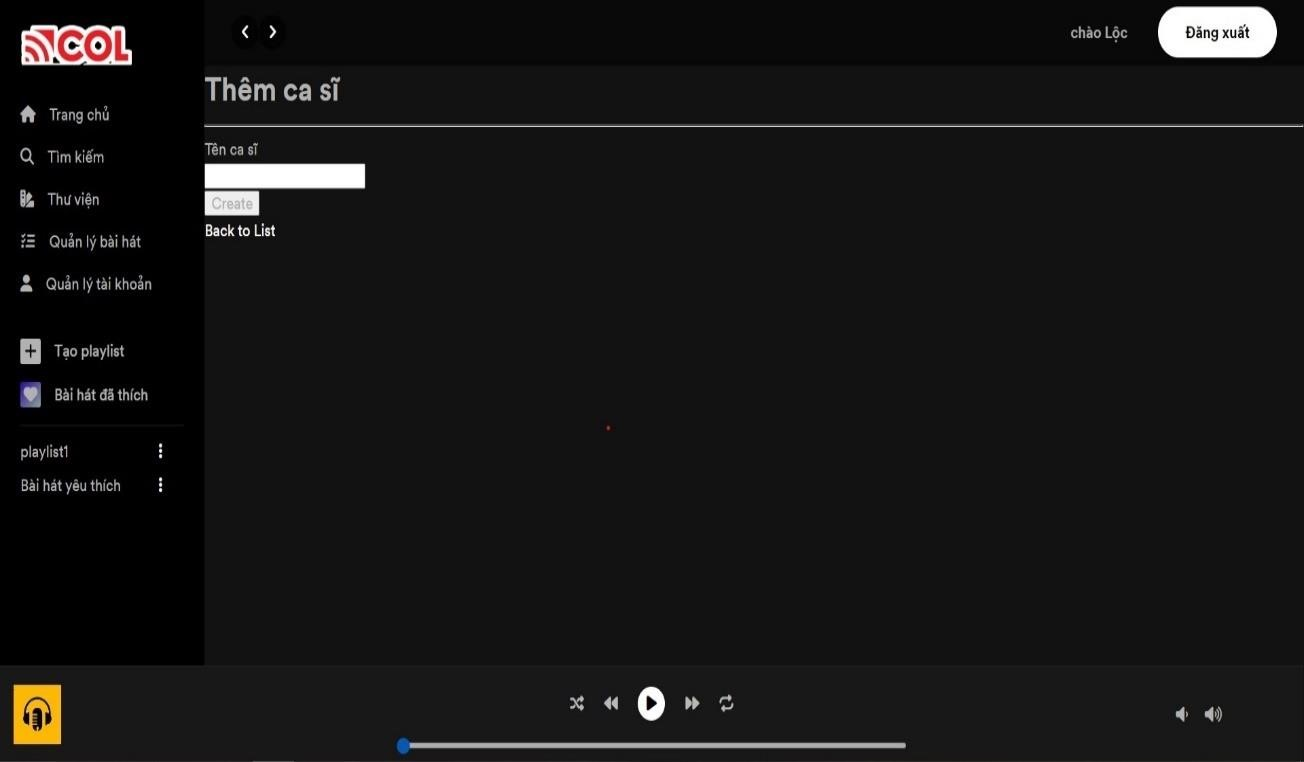 COL
chào Lộc
Đăng xuất
Trang chủ
Tìm kiếm
Thư viện
Quản lý bài hát
Quản lý tài khoản
Tạo playlist
Bài hát đã thích
playlist1
Bài hát yêu thích
Thêm ca sĩ
Tên ca sĩ
Create
Back to List